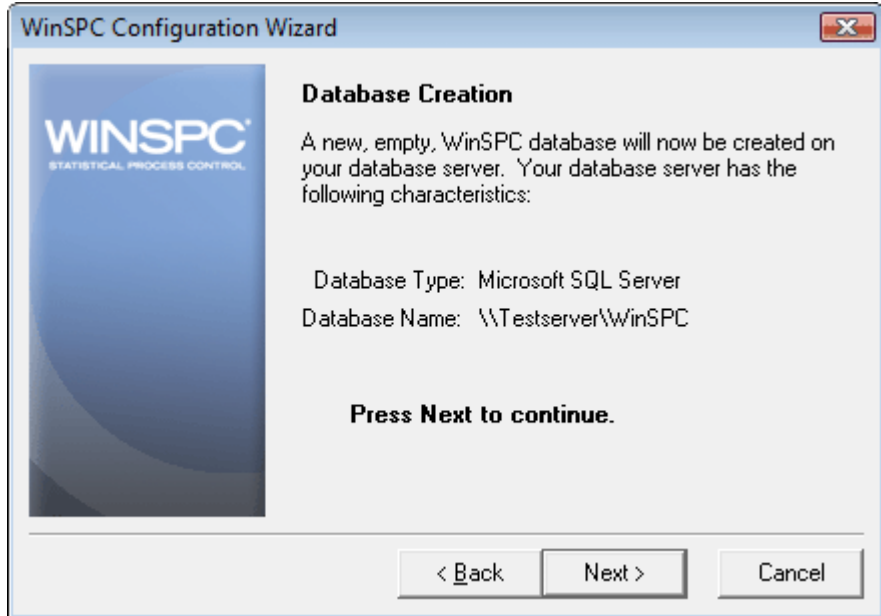 WinSPC Configuration Wizard
WINSPC®
STATISTICAL PROCESS CONTROL
Database Creation
A new, empty, WinSPC database will now be created on
your database server.  Your database server has the
following characteristics:
Database Type: Microsoft SQL Server
Database Name: \\Testserver\WinSPC
Press Next to continue.
< Back
Next >
Cancel